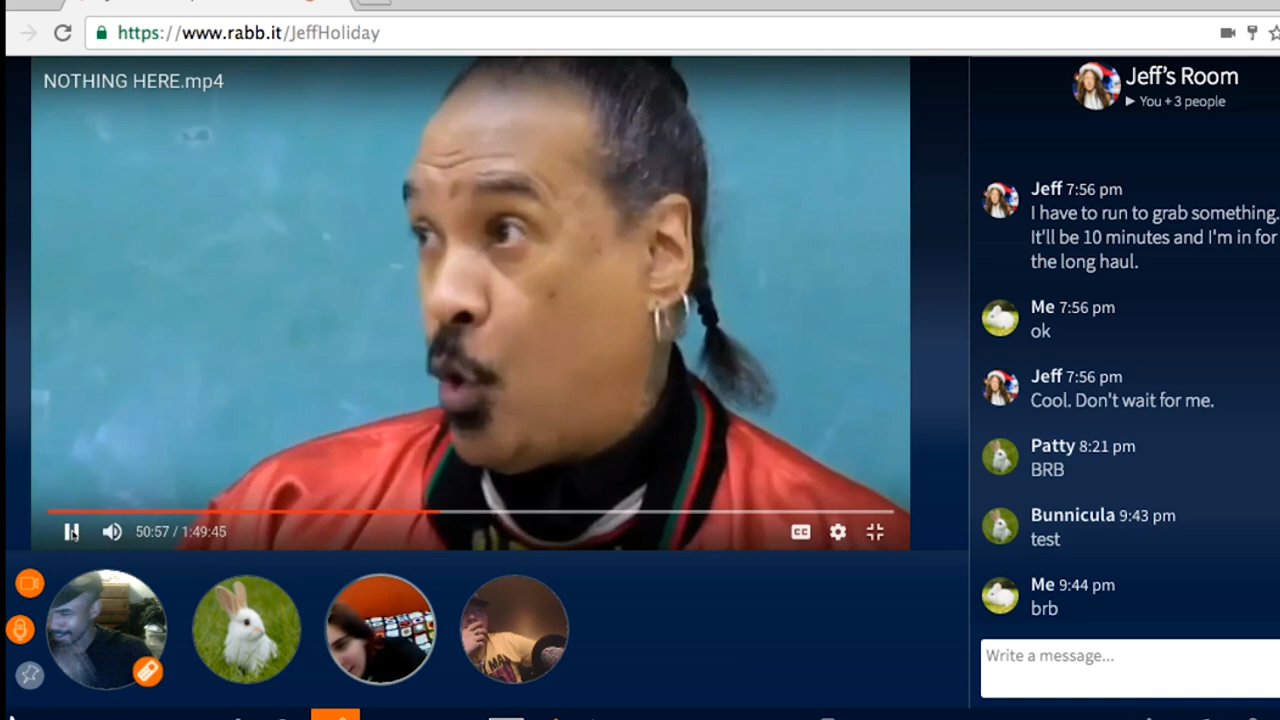 https://www.rabb.it/JeffHoliday
NOTHING HERE.mp4
Jeff's Room
You + 3 people
Jeff 7:56 pm
I have to run to grab something.
It'll be 10 minutes and I'm in for
the long haul.
Me 7:56 pm
ok
Jeff 7:56 pm
Cool. Don't wait for me.
Patty 8:21 pm
BRB
Bunnicula 9:43 pm
test
Me 9:44 pm
brb
Write a message...
50:57 / 1:49:45
CC